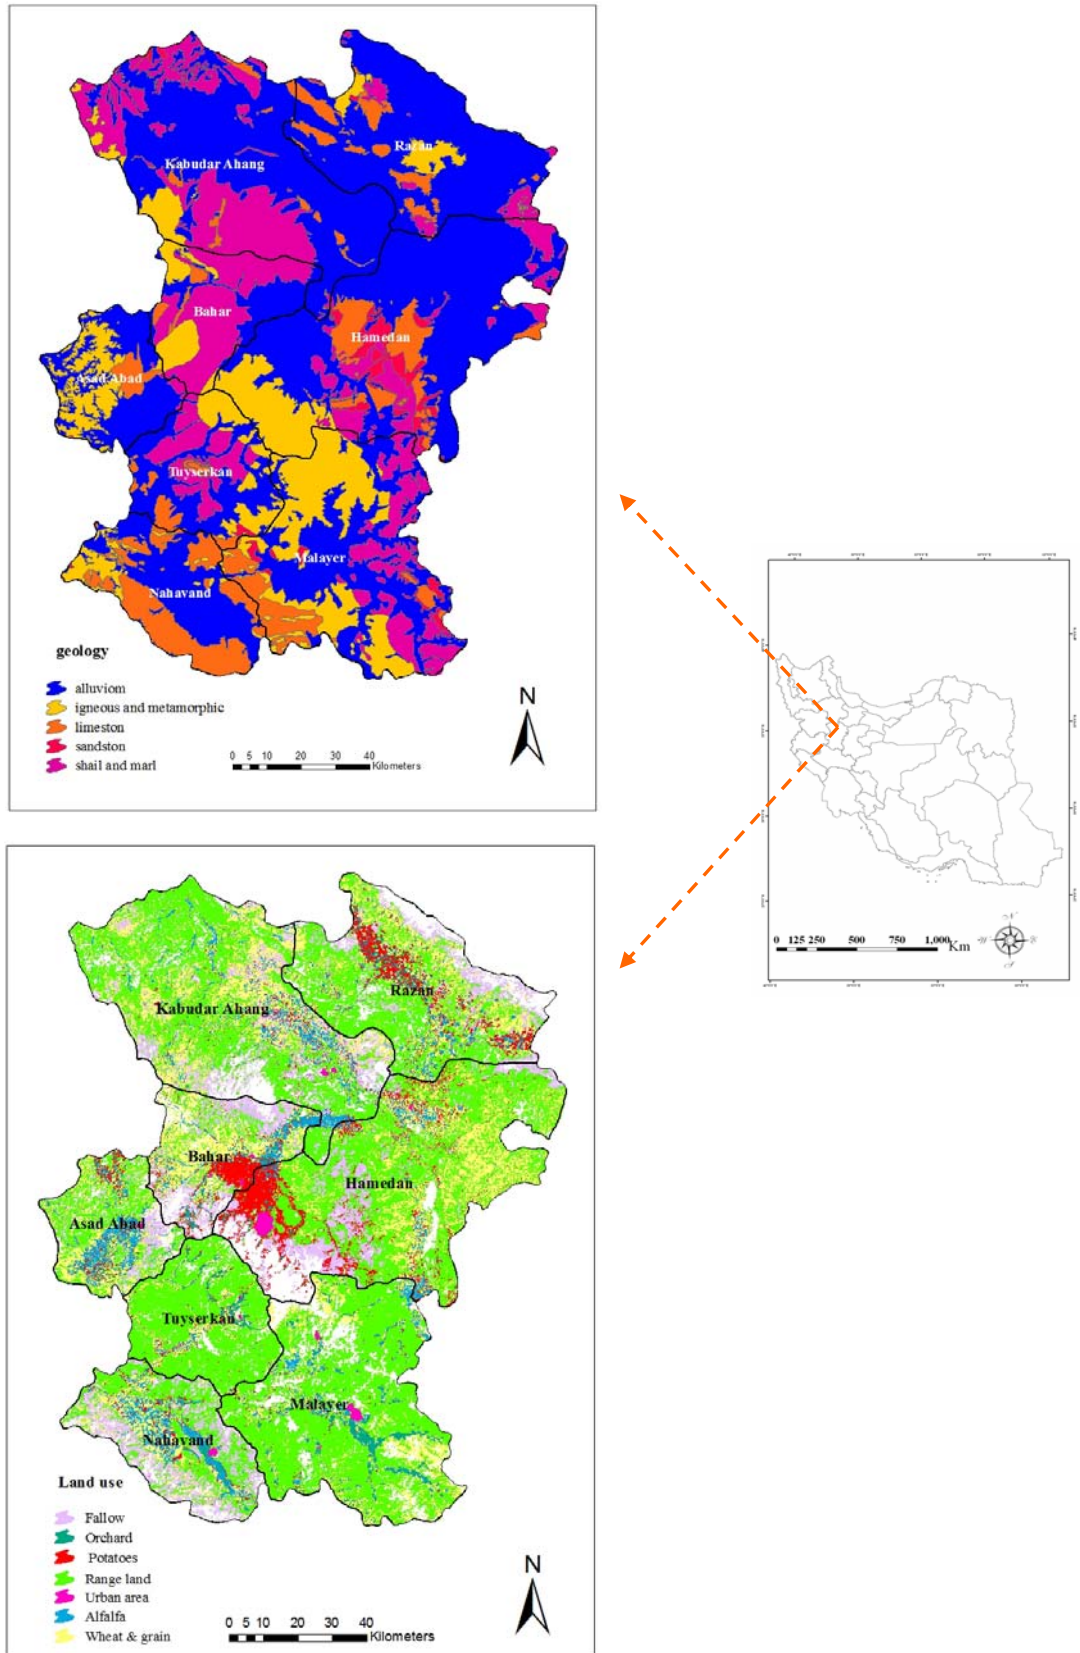 Kabudar Ahang
Razan
Bahar
Hamedan
Asad Abad
Tuyserkan
Malayer
Nahavand
geology
alluviom
igneous and metamorphic
limeston
sandston
shail and marl
N
0 5 10 20 30 40
Kilometers
0 125 250 500 750 1,000
Km
Razan
Kabudar Ahang
Bahar
Hamedan
Asad Abad
Tuyserkan
Malayer
Nahavand
Land use
Fallow
Orchard
Potatoes
Range land
Urban area
Alfalfa
Wheat & grain
N
0 5 10 20 30 40
Kilometers